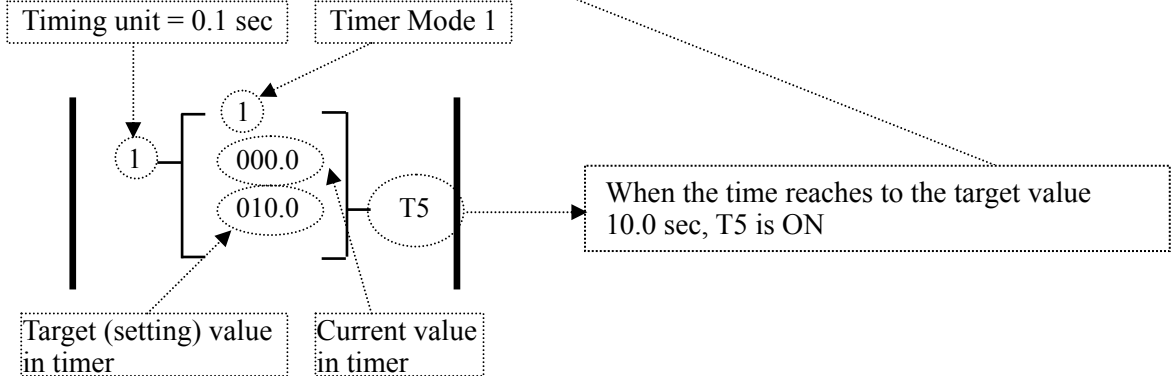 Timing unit = 0.1 sec
Timer Mode 1
1
1
000.0
010.0
T5
When the time reaches to the target value
10.0 sec, T5 is ON
Target (setting) value
in timer
Current value
in timer